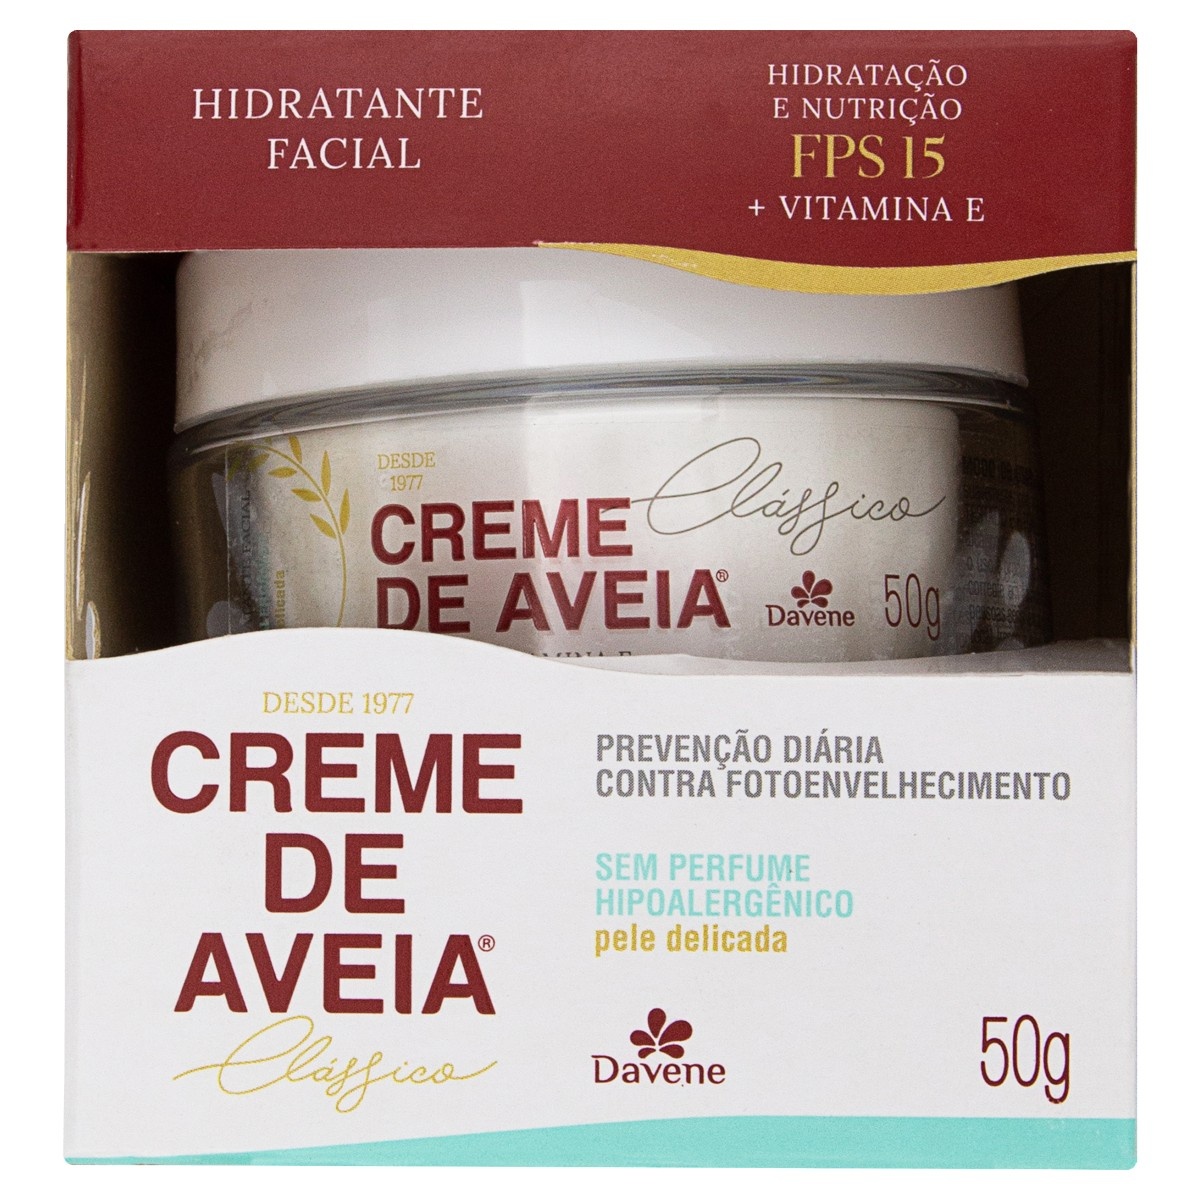 HIDRATANTE
FACIAL
HIDRATAÇÃO
E NUTRIÇÃO
FPS 15
+ VITAMINA E
DESDE
1977
CREME
DE AVEIA®
Clássico
Davene
50g
DESDE 1977
CREME
DE
AVEIA®
Clássico
PREVENÇÃO DIÁRIA
CONTRA FOTOENVELHECIMENTO
SEM PERFUME
HIPOALERGÊNICO
pele delicada
Davene
50g